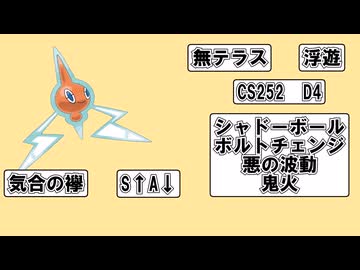 無テラス
浮遊
CS252 D4
シャドーボール
ボルトチェンジ
悪の波動
鬼火
気合の襷
S↑A↓